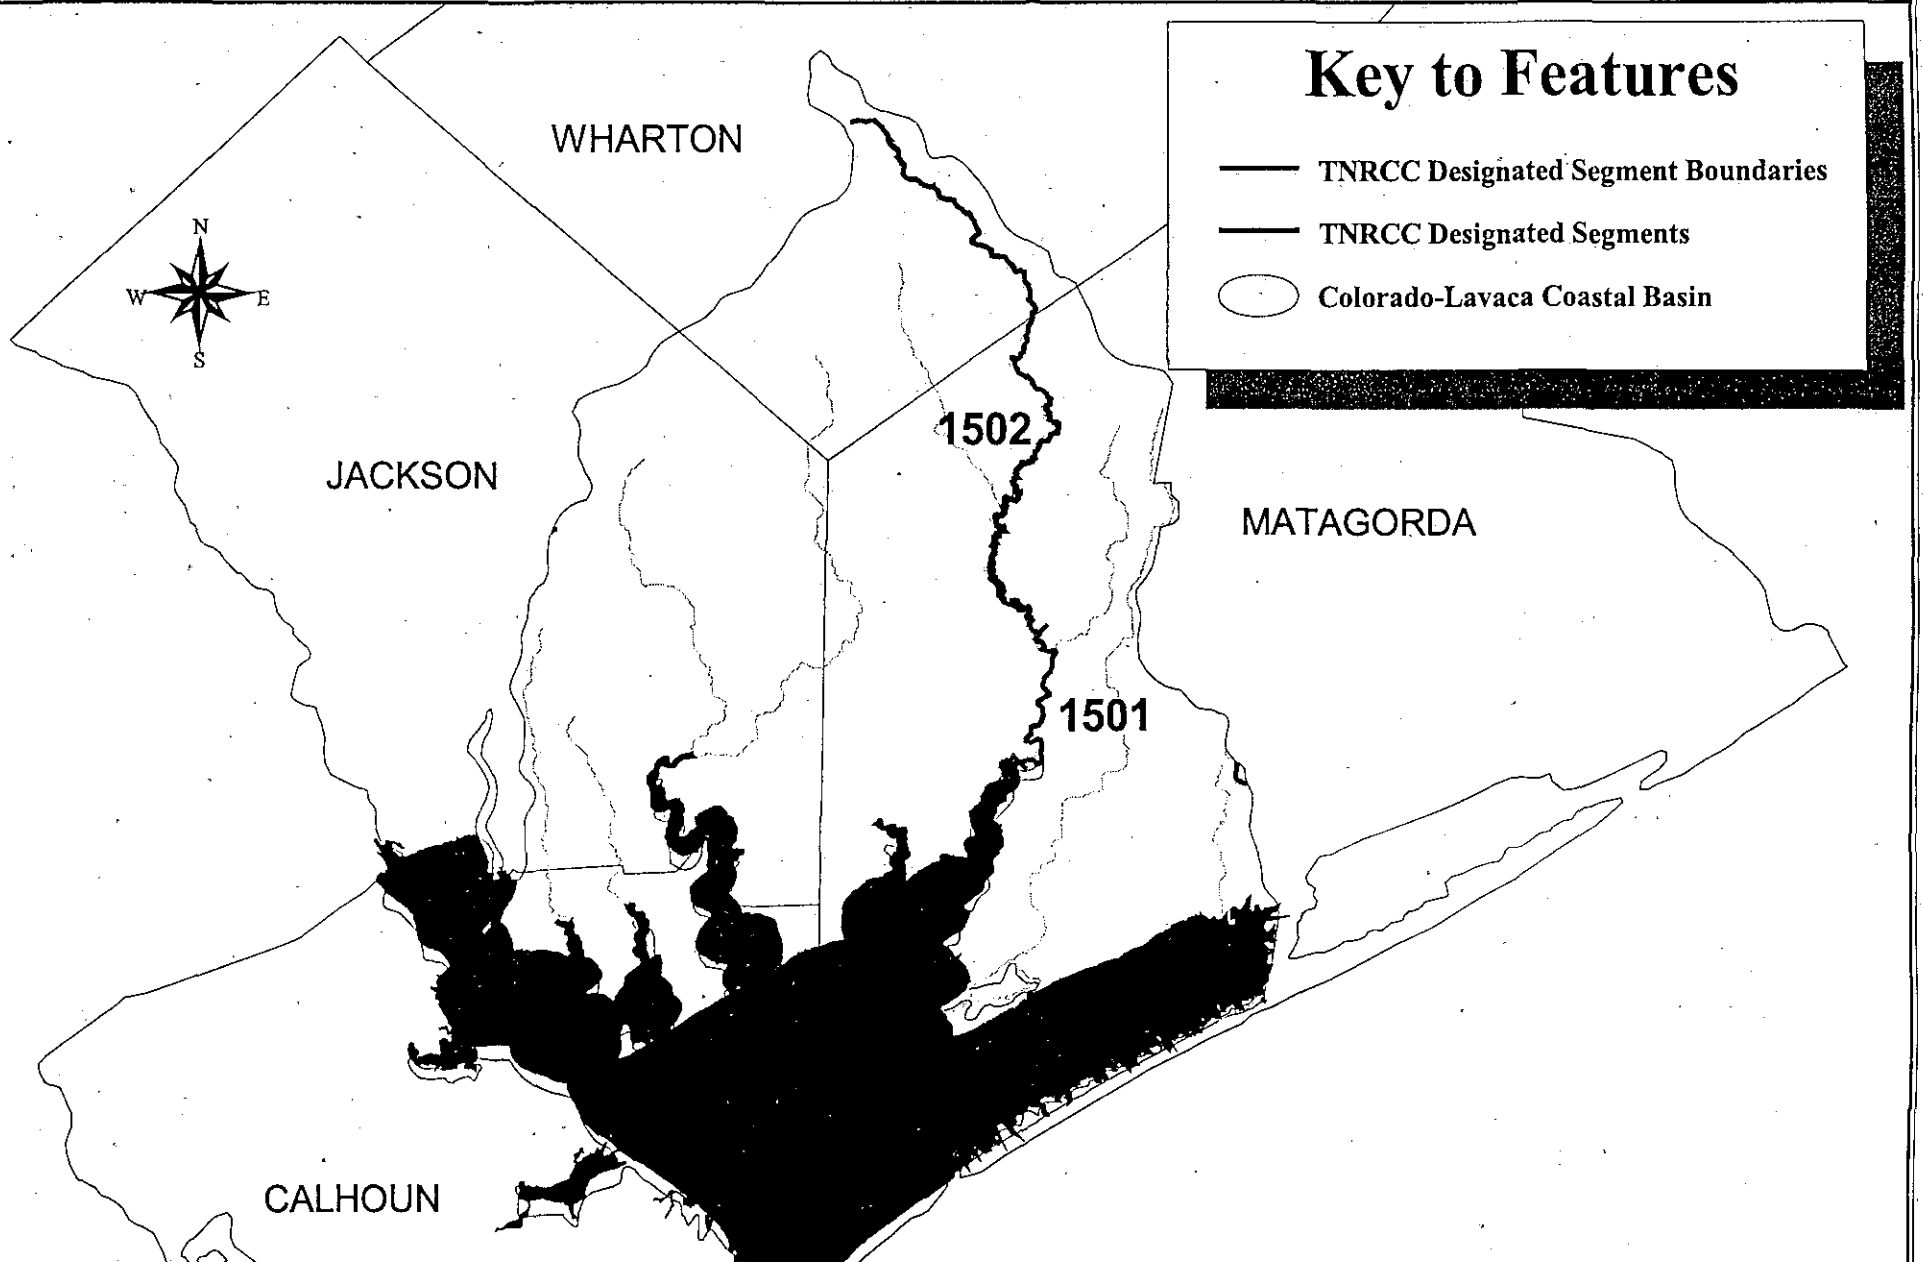 Key to Features
TNRCC Designated Segment Boundaries
TNRCC Designated Segments
Colorado-Lavaca Coastal Basin
WHARTON
N
W E
S
1502
JACKSON
MATAGORDA
1501
CALHOUN